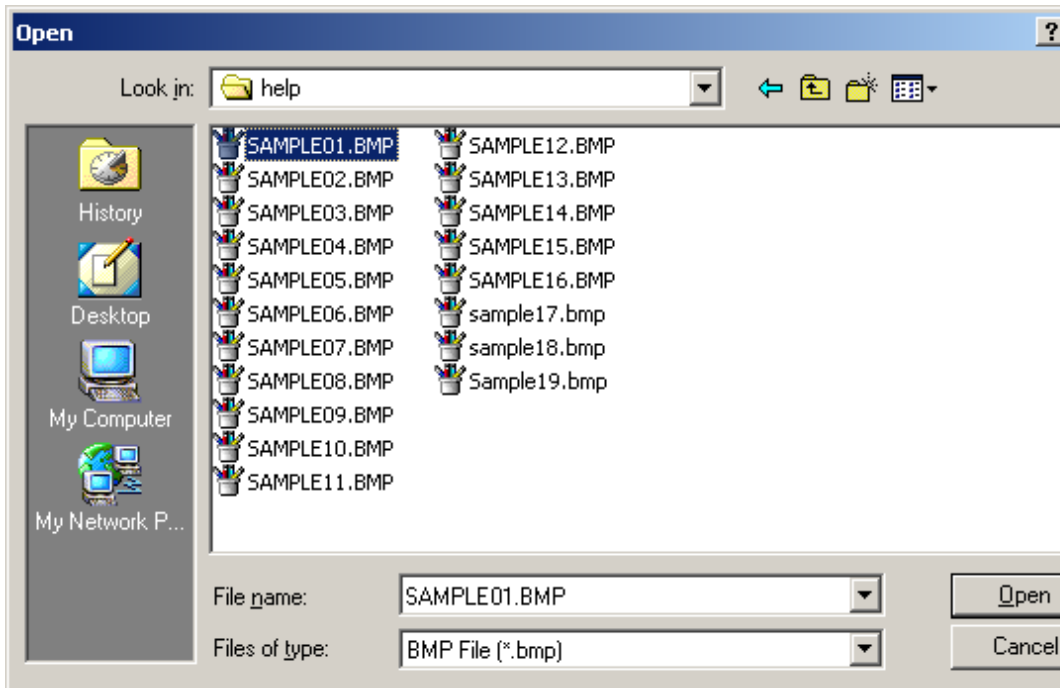 Open
?
Look in: help
History
Desktop
My Computer
My Network P...
SAMPLE01.BMP
SAMPLE02.BMP
SAMPLE03.BMP
SAMPLE04.BMP
SAMPLE05.BMP
SAMPLE06.BMP
SAMPLE07.BMP
SAMPLE08.BMP
SAMPLE09.BMP
SAMPLE10.BMP
SAMPLE11.BMP
SAMPLE12.BMP
SAMPLE13.BMP
SAMPLE14.BMP
SAMPLE15.BMP
SAMPLE16.BMP
sample17.bmp
sample18.bmp
Sample19.bmp
File name: SAMPLE01.BMP
Open
Files of type: BMP File (*.bmp)
Cancel